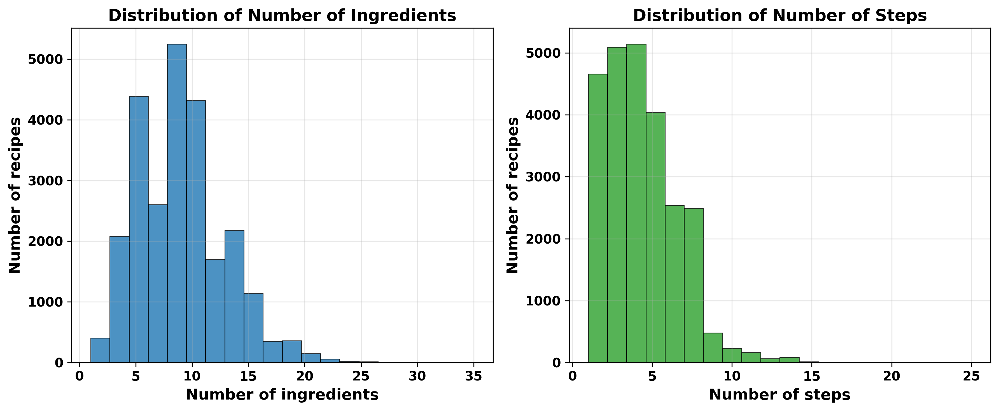 Distribution of Number of Ingredients
Number of recipes
5000
4000
3000
2000
1000
0
0 5 10 15 20 25 30 35
Number of ingredients
Distribution of Number of Steps
Number of recipes
5000
4000
3000
2000
1000
0
0 5 10 15 20 25
Number of steps